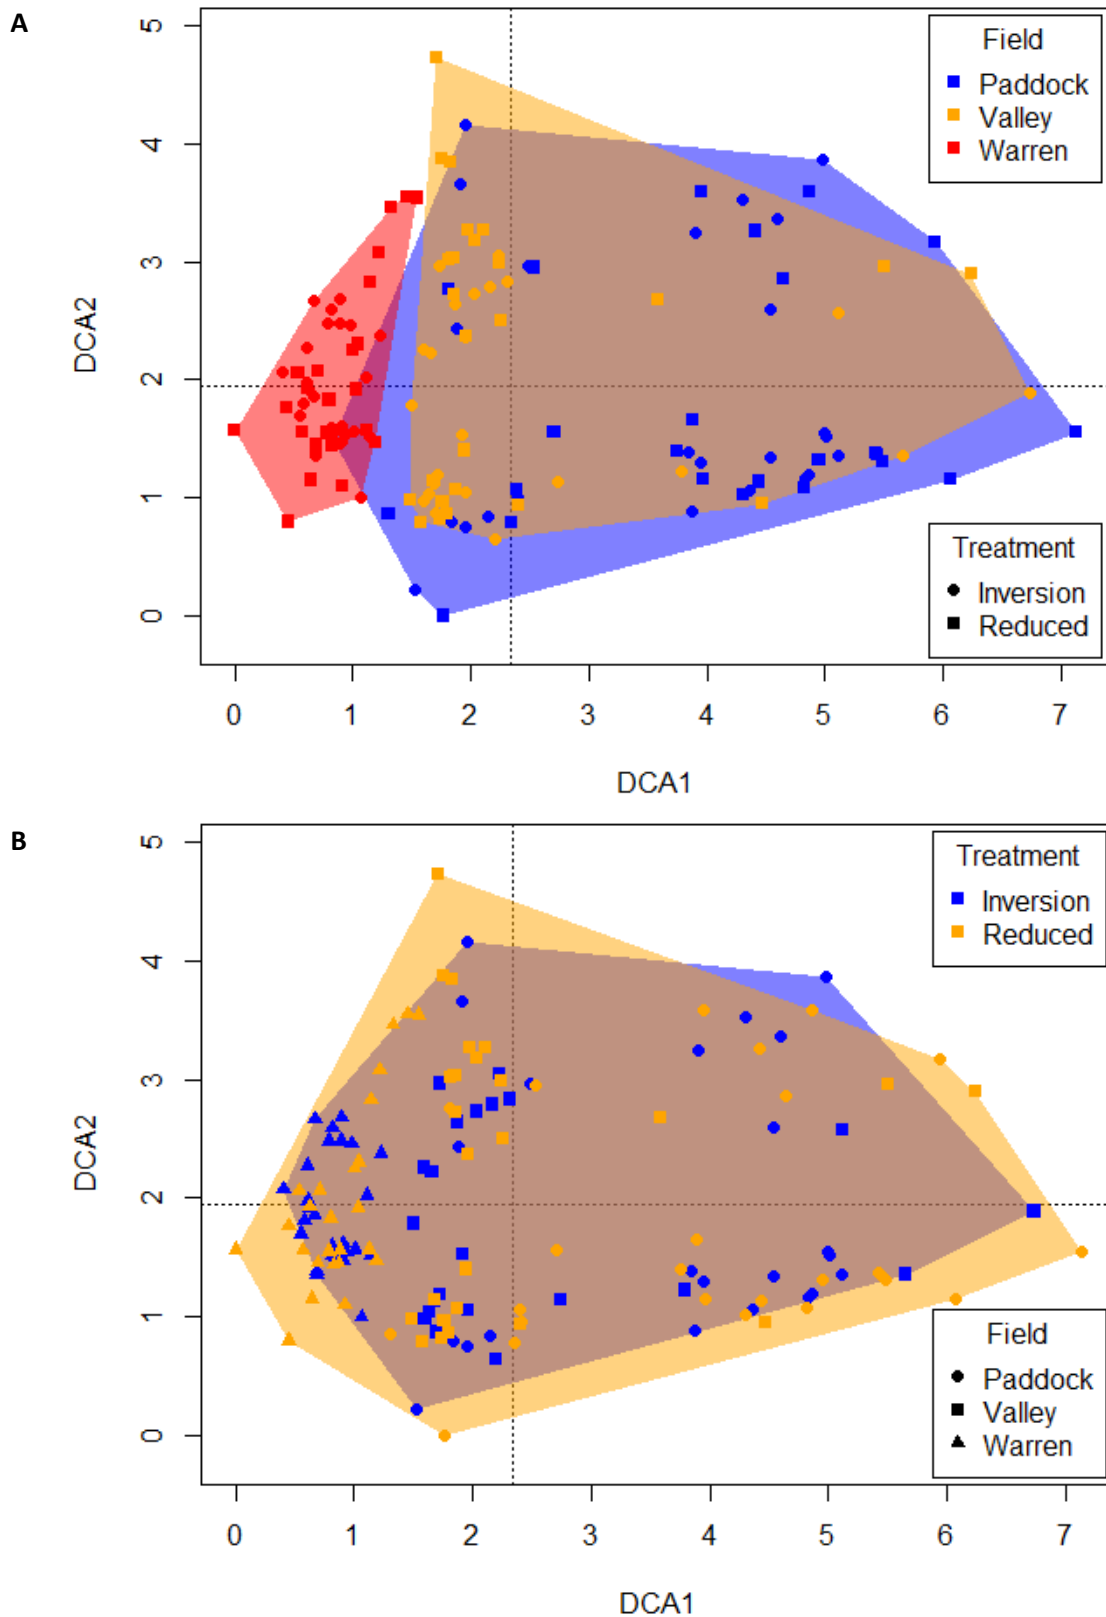 A
5
4
3
2
1
0
DCA2
Field
Paddock
Valley
Warren
Treatment
Inversion
Reduced
0 1 2 3 4 5 6 7
DCA1
B
5
4
3
2
1
0
DCA2
Treatment
Inversion
Reduced
Field
Paddock
Valley
Warren
0 1 2 3 4 5 6 7
DCA1